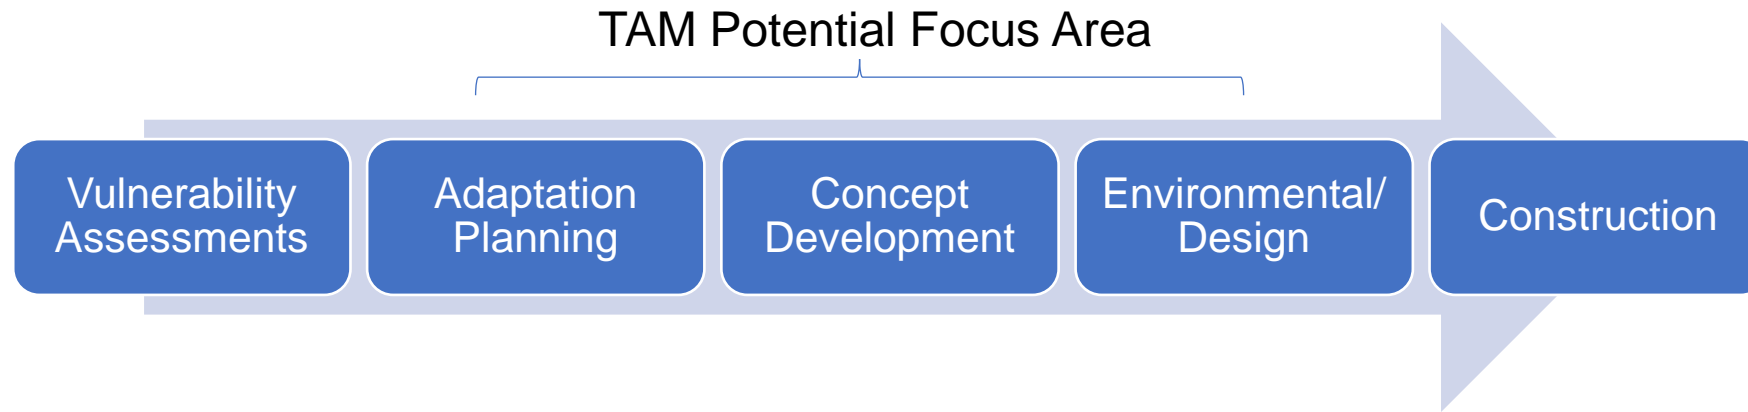 TAM Potential Focus Area
Vulnerability
Assessments
Adaptation
Planning
Concept
Development
Environmental/
Design
Construction